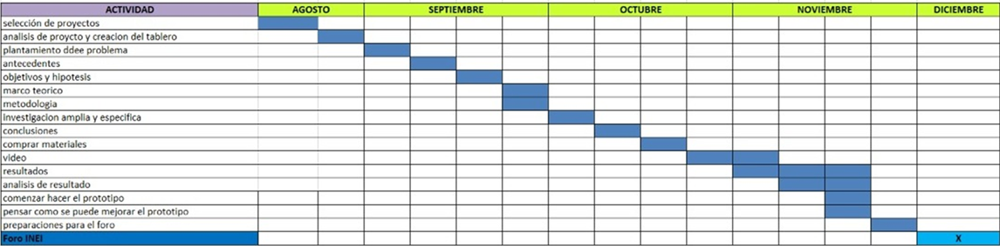 ACTIVIDAD AGOSTO SEPTIEMBRE OCTUBRE NOVIEMBRE DICIEMBRE
selección de proyectos
analisis de proycto y creacion del tablero
plantamiento ddee problema
antecedentes
objetivos y hipotesis
marco teorico
metodologia
investigacion amplia y especifica
conclusiones
comprar materiales
video
resultados
analisis de resultado
comenzar hacer el prototipo
pensar como se puede mejorar el prototipo
preparaciones para el foro
Foro INEI X